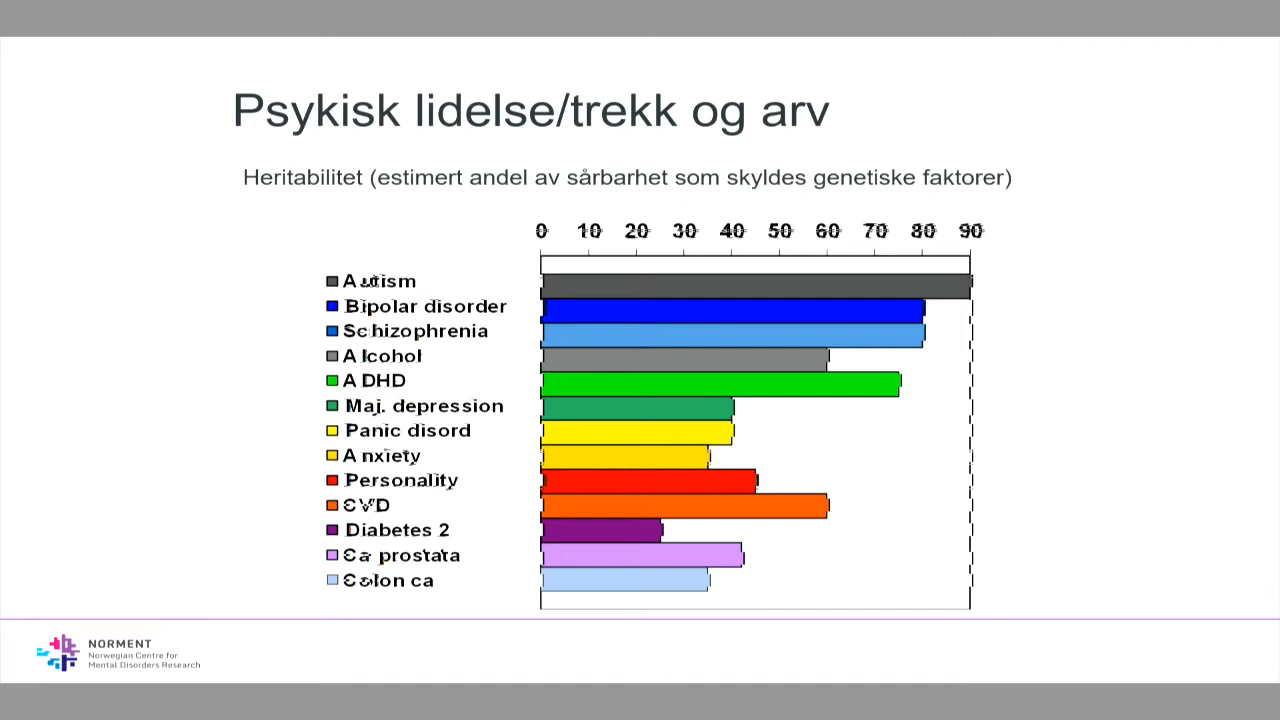 Psykisk lidelse/trekk og arv
Heritabilitet (estimert andel av sårbarhet som skyldes genetiske faktorer)
0 10 20 30 40 50 60 70 80 90
Autism
Bipolar disorder
Schizophrenia
Alcohol
ADHD
Maj. depression
Panic disord
Anxiety
Personality
CVD
Diabetes 2
Ca prostata
Colon ca
NORMENT
Norwegian Centre for
Mental Disorders Research